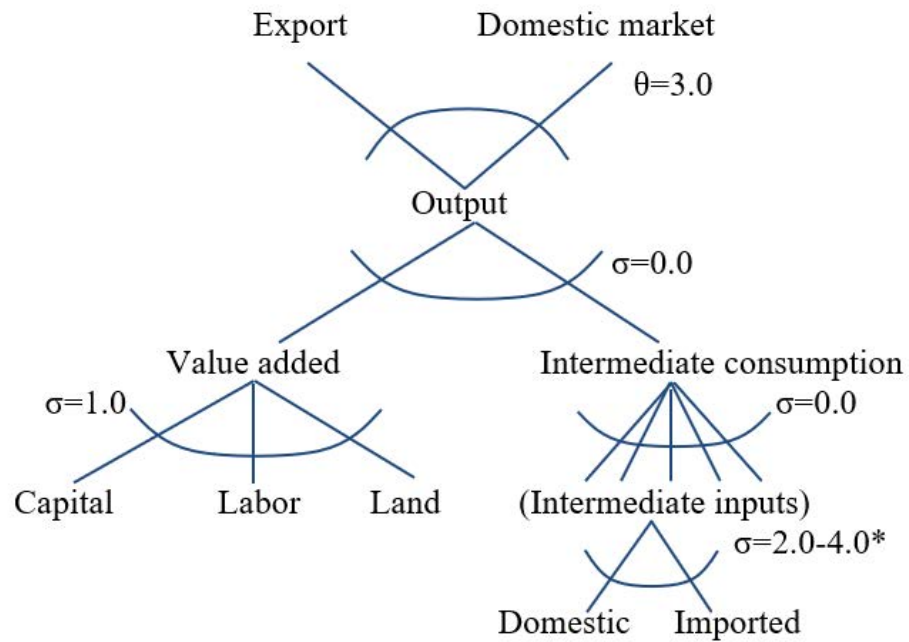 Export Domestic market
θ=3.0
Output
σ=0.0
Value added Intermediate consumption
σ=1.0 σ=0.0
Capital Labor Land (Intermediate inputs)
σ=2.0-4.0*
Domestic Imported